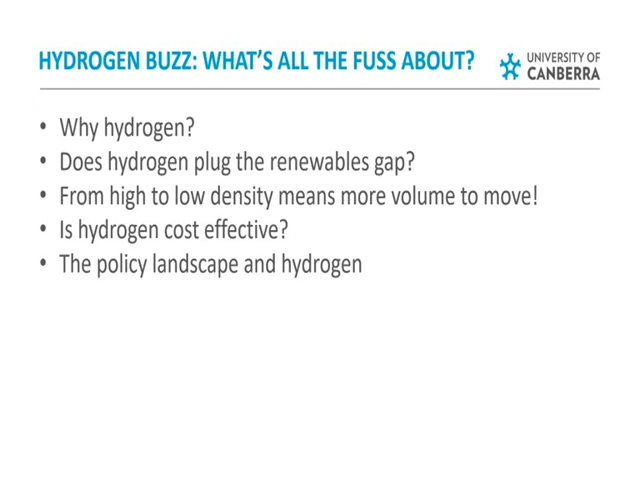 HYDROGEN BUZZ: WHAT'S ALL THE FUSS ABOUT?
UNIVERSITY OF
CANBERRA
• Why hydrogen?
• Does hydrogen plug the renewables gap?
• From high to low density means more volume to move!
• Is hydrogen cost effective?
• The policy landscape and hydrogen